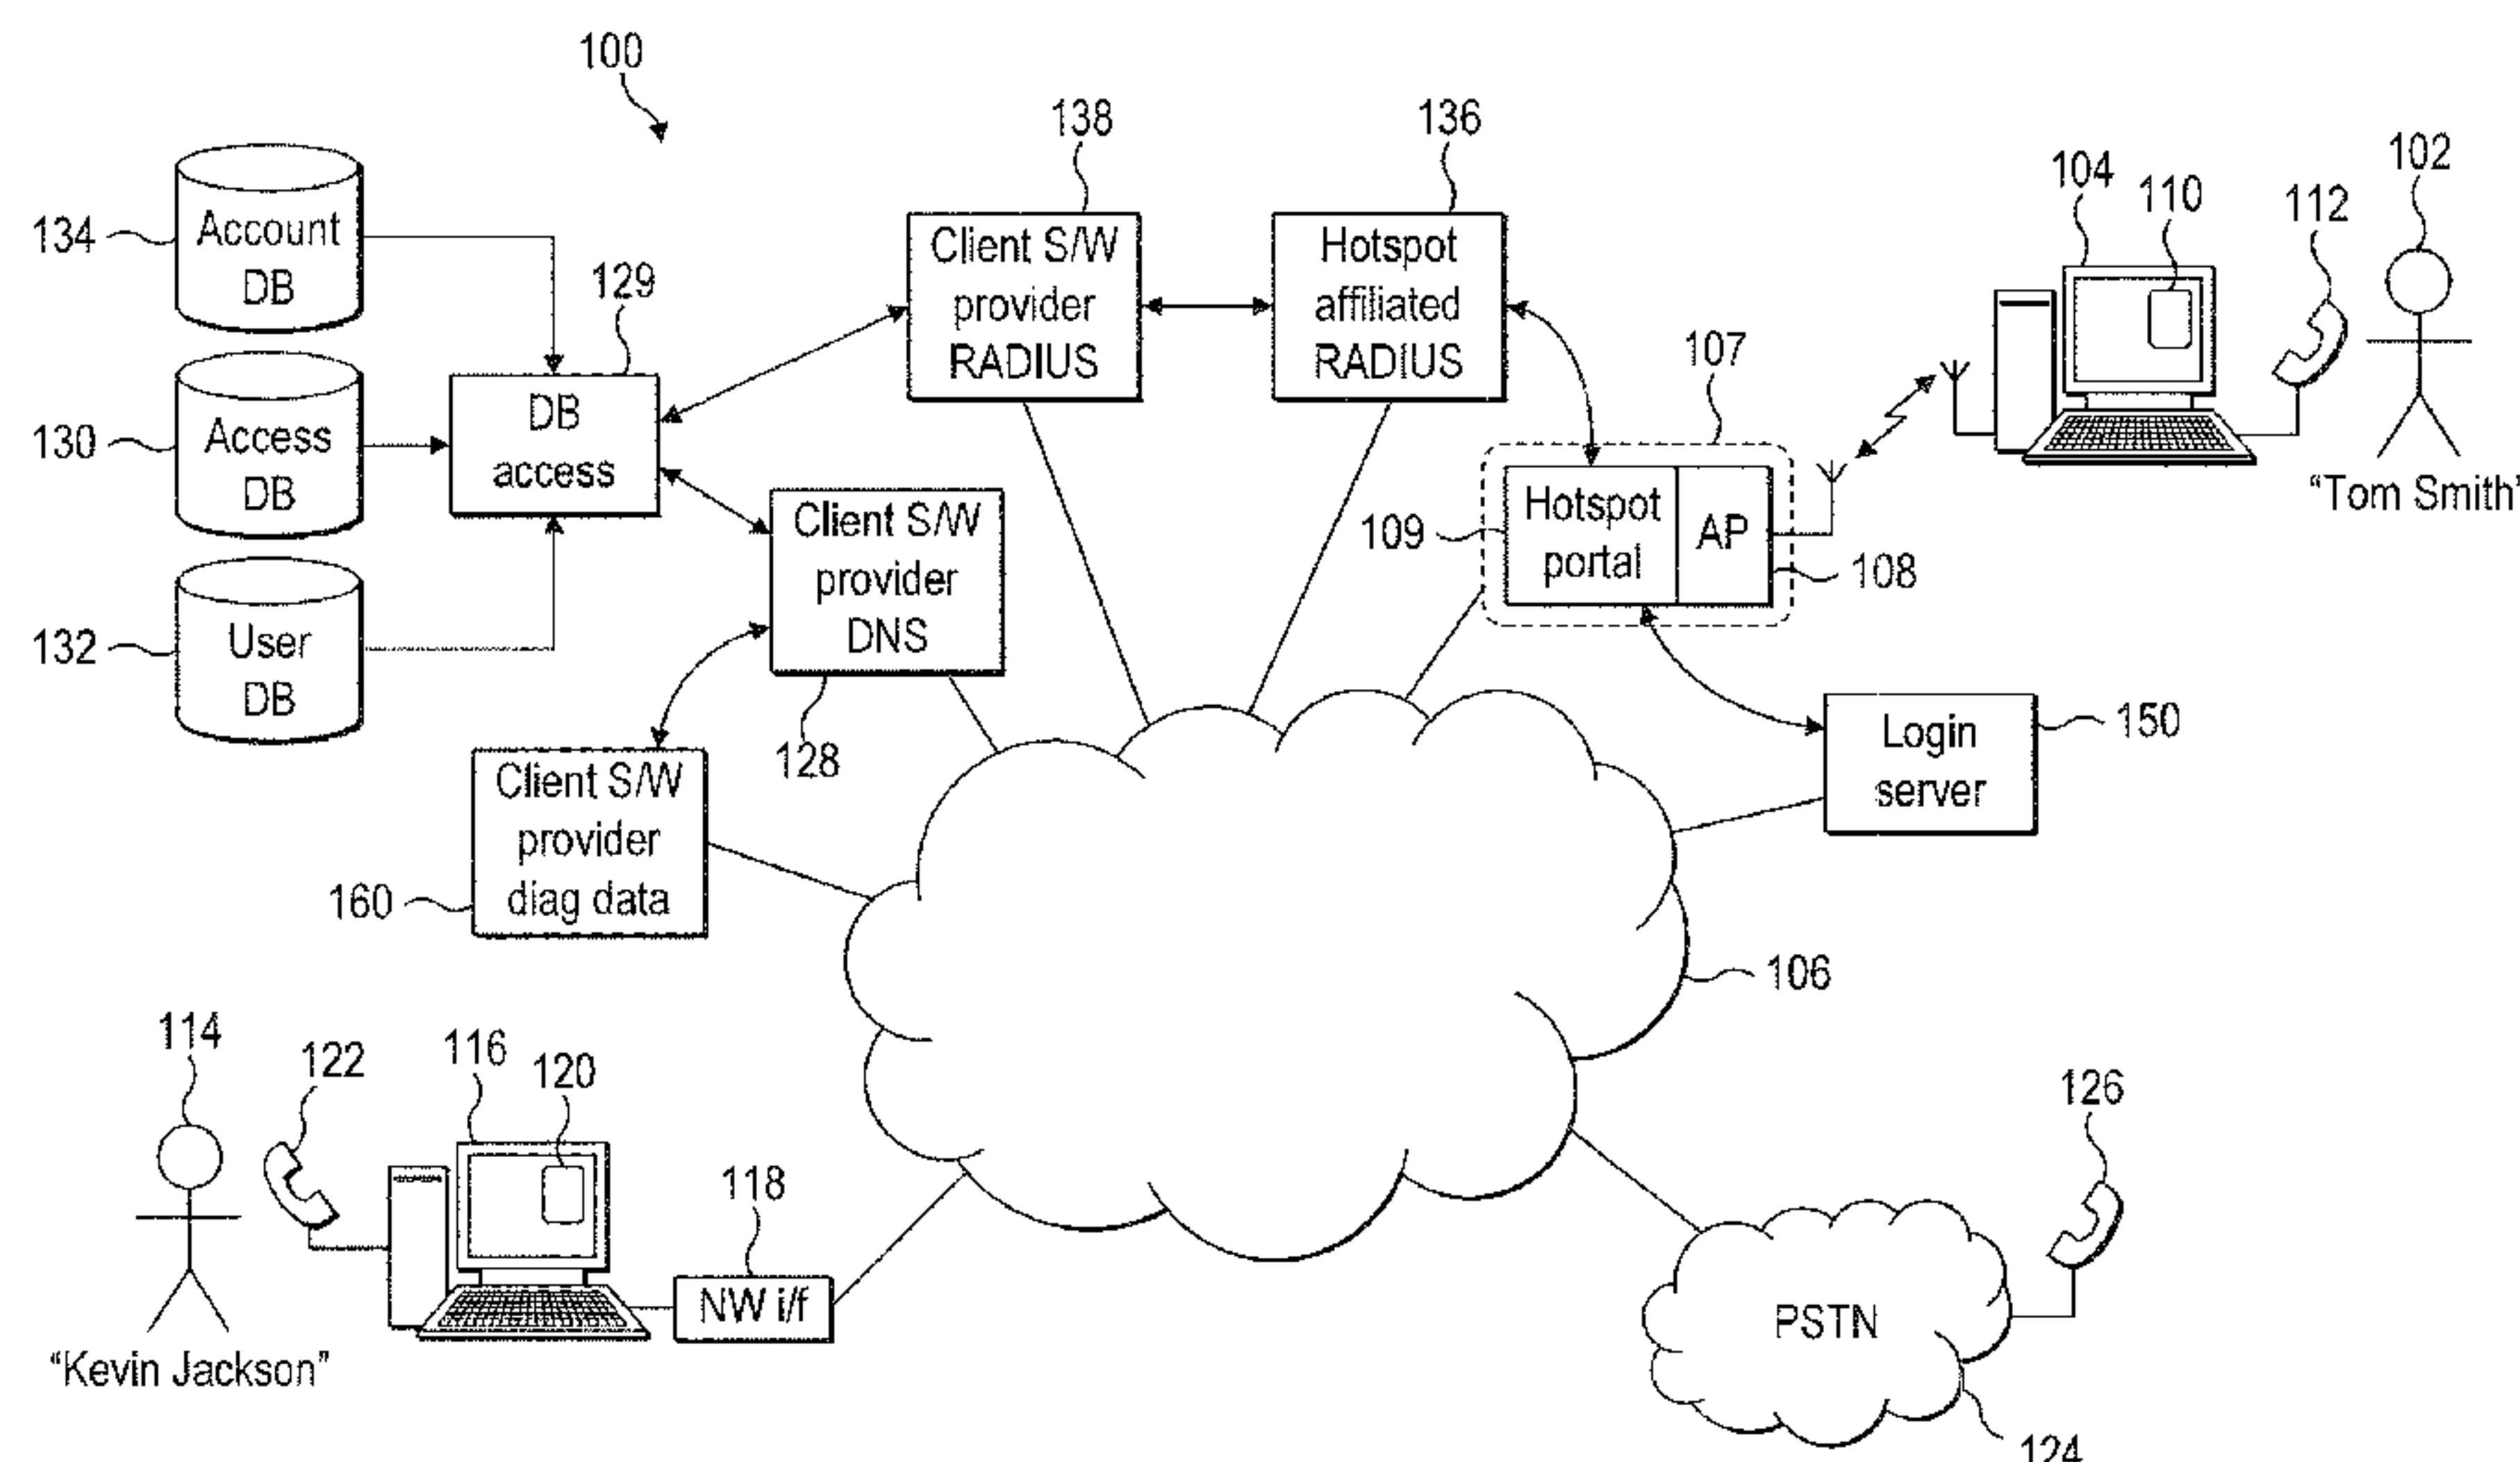 100
138
136
102
104
110
112
134
Account
DB
129
Client S/W
provider
RADIUS
Hotspot
affiliated
RADIUS
107
130
Access
DB
DB
access
"Tom Smith"
109
Hotspot
portal
AP
108
Client S/W
provider
DNS
132
User
DB
128
Login
server
150
Client S/W
provider
diag data
160
106
114
122
116
120
126
118
NW i/f
PSTN
"Kevin Jackson"
124